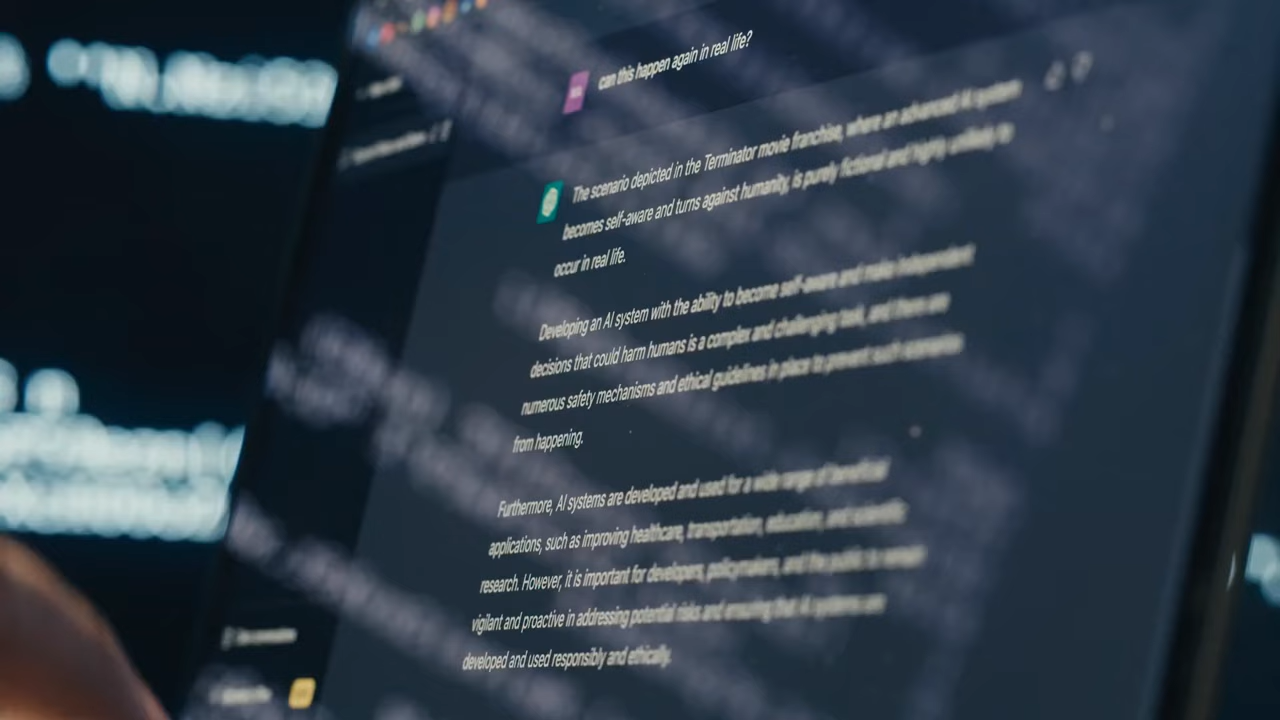 can this happen again in real life?
The scenario depicted in the Terminator movie franchise, where an advanced AI system
becomes self-aware and turns against humanity, is purely fictional and highly unlikely to
occur in real life.
Developing an AI system with the ability to become self-aware and make independent
decisions that could harm humans is a complex and challenging task, and there are
numerous safety mechanisms and ethical guidelines in place to prevent such scenarios
from happening.
Furthermore, AI systems are developed and used for a wide range of beneficial
applications, such as improving healthcare, transportation, education, and scientific
research. However, it is important for developers, policymakers, and the public to remain
vigilant and proactive in addressing potential risks and ensuring that AI systems are
developed and used responsibly and ethically.